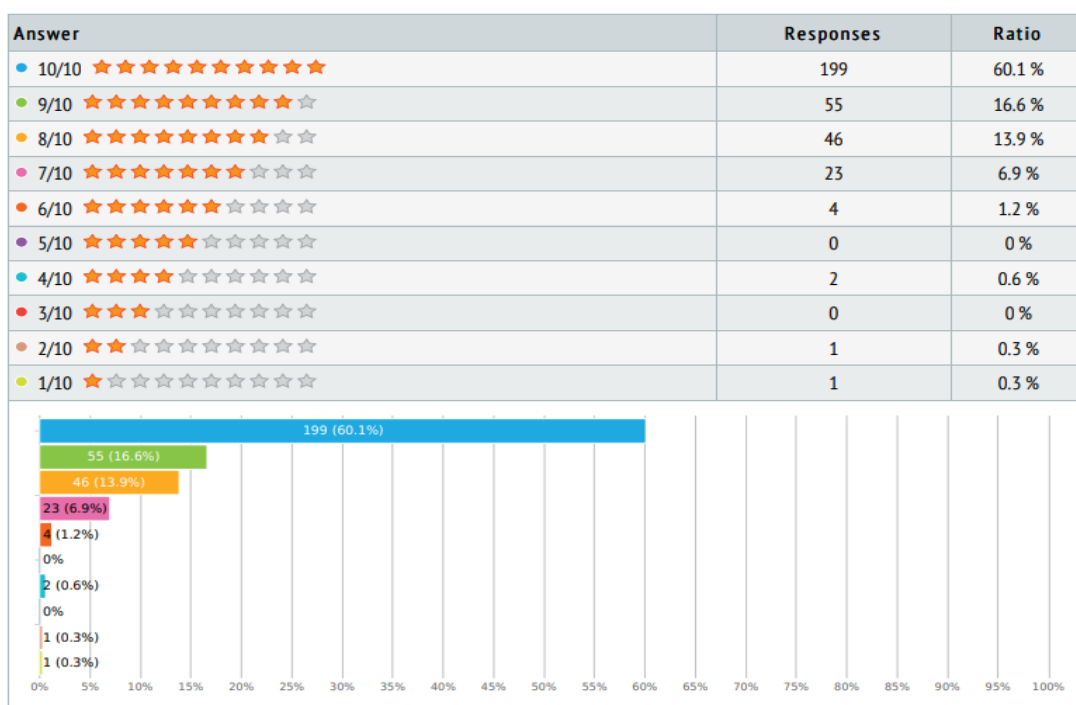 Answer Responses Ratio
10/10 199 60.1 %
9/10 55 16.6 %
8/10 46 13.9 %
7/10 23 6.9 %
6/10 4 1.2 %
5/10 0 0 %
4/10 2 0.6 %
3/10 0 0 %
2/10 1 0.3 %
1/10 1 0.3 %
199 (60.1%)
55 (16.6%)
46 (13.9%)
23 (6.9%)
4 (1.2%)
0%
2 (0.6%)
0%
1 (0.3%)
1 (0.3%)
0% 5% 10% 15% 20% 25% 30% 35% 40% 45% 50% 55% 60% 65% 70% 75% 80% 85% 90% 95% 100%